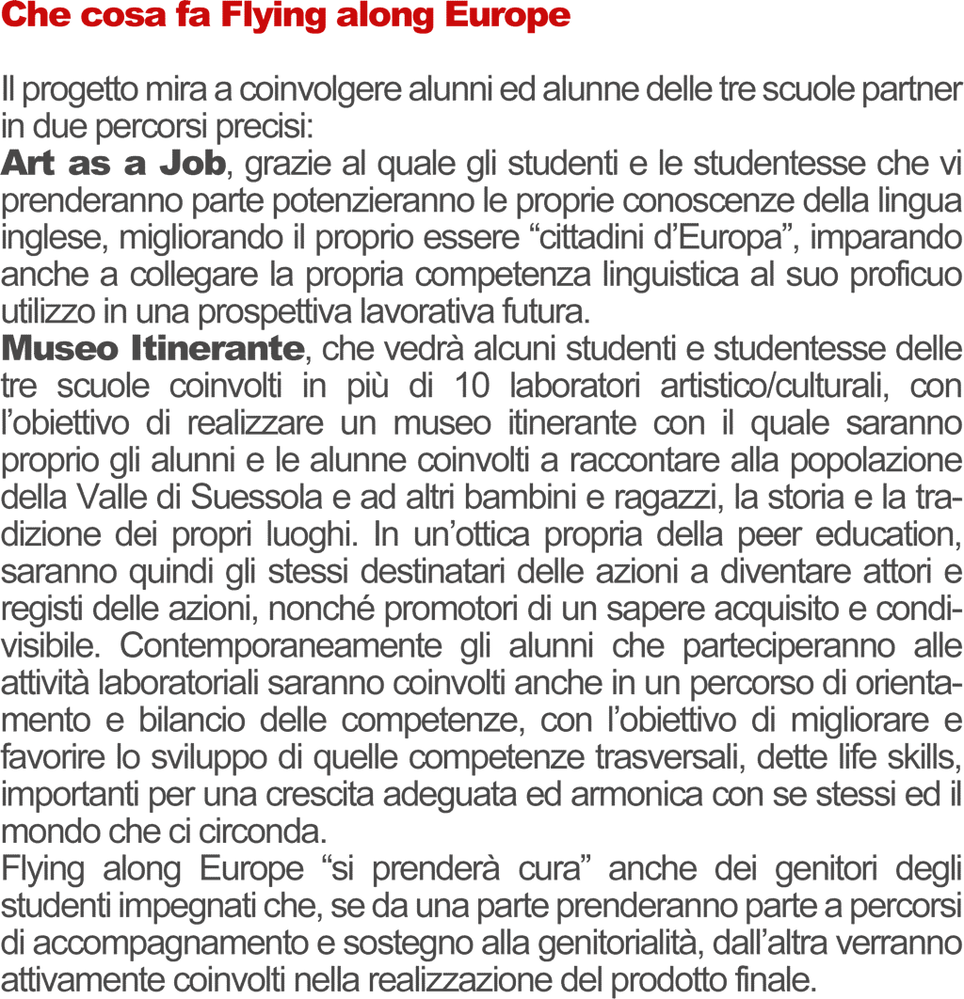 Che cosa fa Flying along Europe
Il progetto mira a coinvolgere alunni ed alunne delle tre scuole partner
in due percorsi precisi:
Art as a Job, grazie al quale gli studenti e le studentesse che vi
prenderanno parte potenzieranno le proprie conoscenze della lingua
inglese, migliorando il proprio essere “cittadini d’Europa”, imparando
anche a collegare la propria competenza linguistica al suo proficuo
utilizzo in una prospettiva lavorativa futura.
Museo Itinerante, che vedrà alcuni studenti e studentesse delle
tre scuole coinvolti in più di 10 laboratori artistico/culturali, con
l’obiettivo di realizzare un museo itinerante con il quale saranno
proprio gli alunni e le alunne coinvolti a raccontare alla popolazione
della Valle di Suessola e ad altri bambini e ragazzi, la storia e la tra-
dizione dei propri luoghi. In un’ottica propria della peer education,
saranno quindi gli stessi destinatari delle azioni a diventare attori e
registi delle azioni, nonché promotori di un sapere acquisito e condi-
visibile. Contemporaneamente gli alunni che parteciperanno alle
attività laboratoriali saranno coinvolti anche in un percorso di orienta-
mento e bilancio delle competenze, con l’obiettivo di migliorare e
favorire lo sviluppo di quelle competenze trasversali, dette life skills,
importanti per una crescita adeguata ed armonica con se stessi ed il
mondo che ci circonda.
Flying along Europe “si prenderà cura” anche dei genitori degli
studenti impegnati che, se da una parte prenderanno parte a percorsi
di accompagnamento e sostegno alla genitorialità, dall’altra verranno
attivamente coinvolti nella realizzazione del prodotto finale.